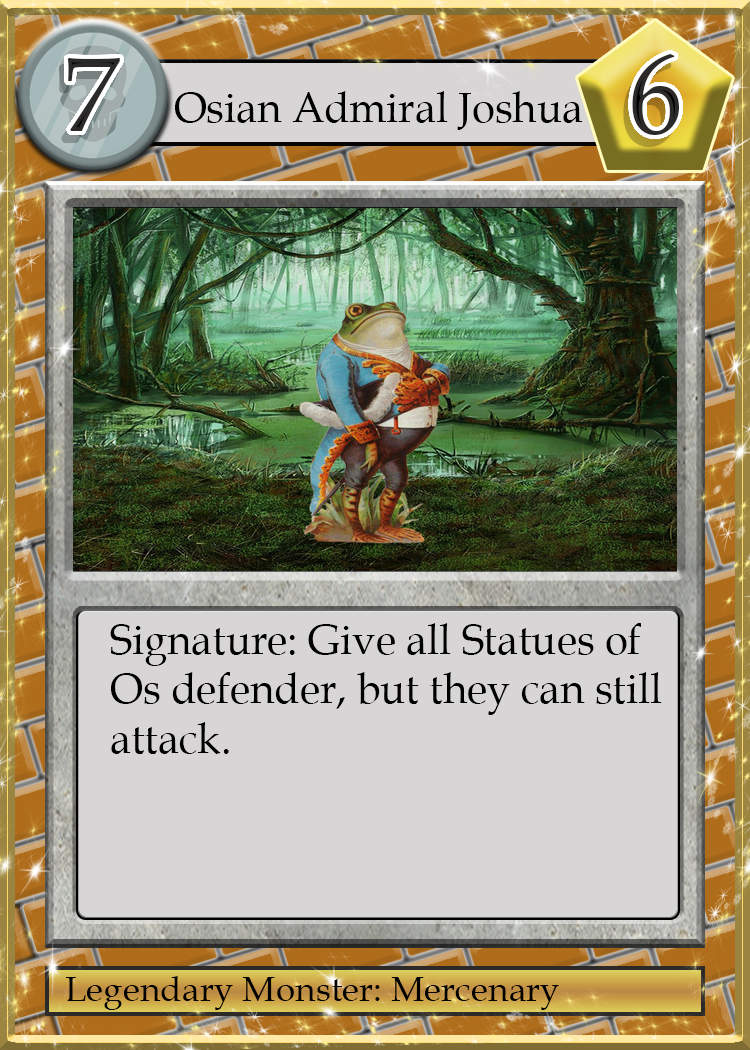 7
Osian Admiral Joshua
6
Signature: Give all Statues of
Os defender, but they can still
attack.
Legendary Monster: Mercenary